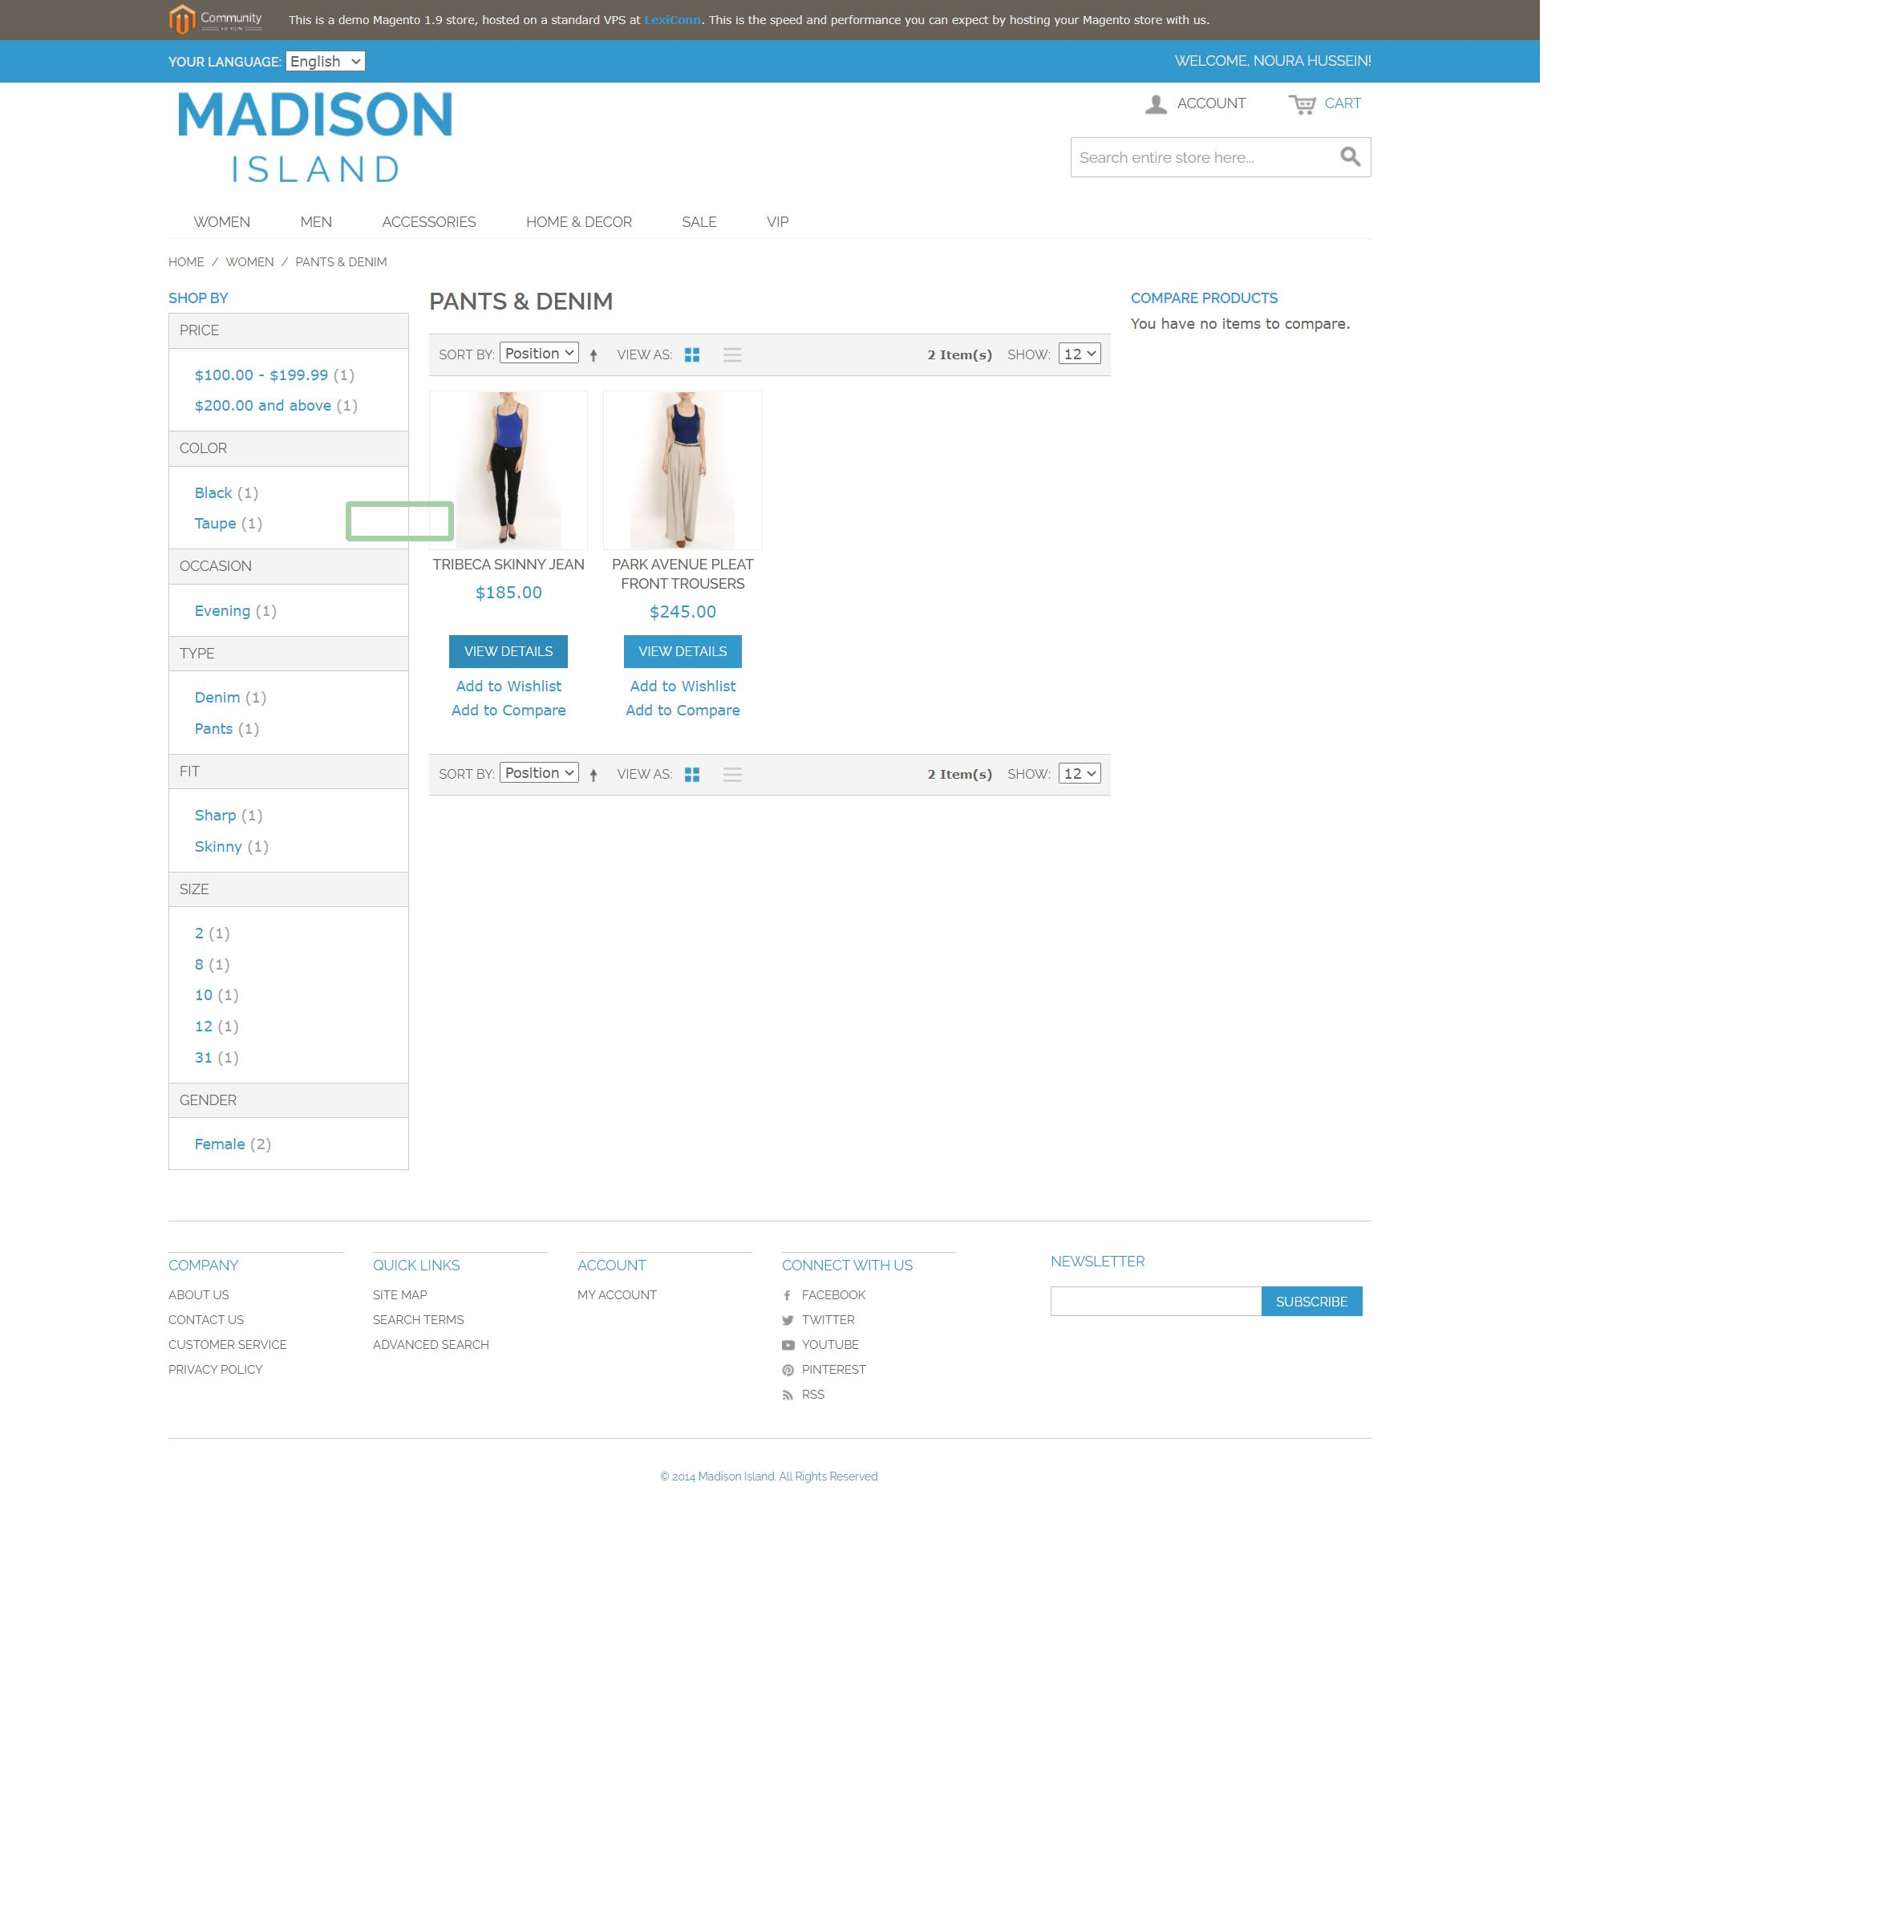 Community
This is a demo Magento 1.9 store, hosted on a standard VPS at LexiConn. This is the speed and performance you can expect by hosting your Magento store with us.
YOUR LANGUAGE: English
WELCOME, NOURA HUSSEIN!
MADISON
ISLAND
ACCOUNT
CART
Search entire store here...
WOMEN MEN ACCESSORIES HOME & DECOR SALE VIP
HOME / WOMEN / PANTS & DENIM
SHOP BY
PRICE
$100.00 - $199.99 (1)
$200.00 and above (1)
COLOR
Black (1)
Taupe (1)
OCCASION
Evening (1)
TYPE
Denim (1)
Pants (1)
FIT
Sharp (1)
Skinny (1)
SIZE
2 (1)
8 (1)
10 (1)
12 (1)
31 (1)
GENDER
Female (2)
PANTS & DENIM
SORT BY: Position VIEW AS: 2 Item(s) SHOW: 12
TRIBECA SKINNY JEAN
$185.00
VIEW DETAILS
Add to Wishlist
Add to Compare
PARK AVENUE PLEAT
FRONT TROUSERS
$245.00
VIEW DETAILS
Add to Wishlist
Add to Compare
SORT BY: Position VIEW AS: 2 Item(s) SHOW: 12
COMPARE PRODUCTS
You have no items to compare.
COMPANY
ABOUT US
CONTACT US
CUSTOMER SERVICE
PRIVACY POLICY
QUICK LINKS
SITE MAP
SEARCH TERMS
ADVANCED SEARCH
ACCOUNT
MY ACCOUNT
CONNECT WITH US
FACEBOOK
TWITTER
YOUTUBE
PINTEREST
RSS
NEWSLETTER
SUBSCRIBE
© 2014 Madison Island. All Rights Reserved.